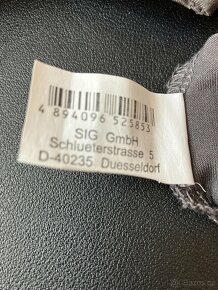 4 894096 525853
SIG GmbH
Schlueterstrasse 5
D-40235 Duesseldorf